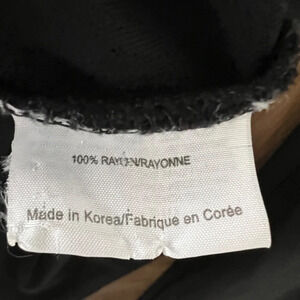 100% RAYON/RAYONNE
Made in Korea/Fabrique en Corée